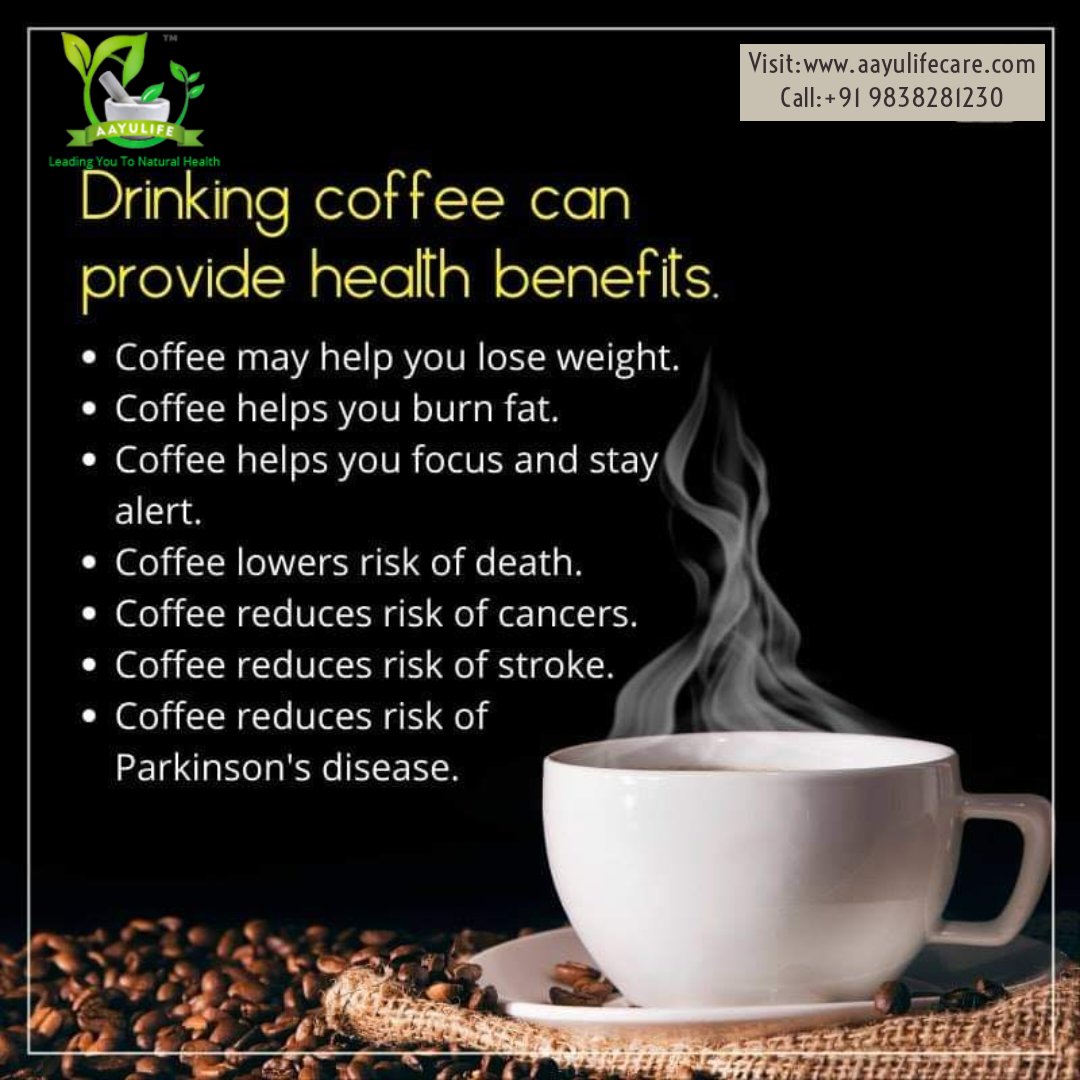 TM
AAYULIFE
Leading You To Natural Health
Visit:www.aayulifecare.com
Call:+91 9838281230
Drinking coffee can
provide health benefits.
• Coffee may help you lose weight.
• Coffee helps you burn fat.
• Coffee helps you focus and stay
alert.
• Coffee lowers risk of death.
• Coffee reduces risk of cancers.
• Coffee reduces risk of stroke.
• Coffee reduces risk of
Parkinson's disease.